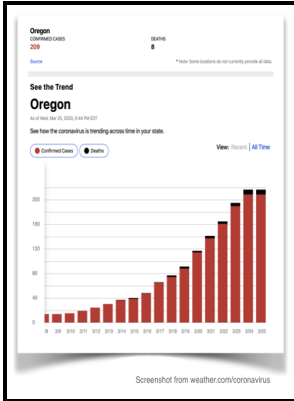 Oregon
CONFIRMED CASES DEATHS
209 8
Source * Note: Some locations do not currently provide all data.
See the Trend
Oregon
As of Wed, Mar 25, 2020, 5:44 PM EDT
See how the coronavirus is trending across time in your state.
Confirmed Cases Deaths View: Recent | All Time
200
160
120
80
40
0
/8 3/9 3/10 3/11 3/12 3/13 3/14 3/15 3/16 3/17 3/18 3/19 3/20 3/21 3/22 3/23 3/24 3/25
Screenshot from weather.com/coronavirus